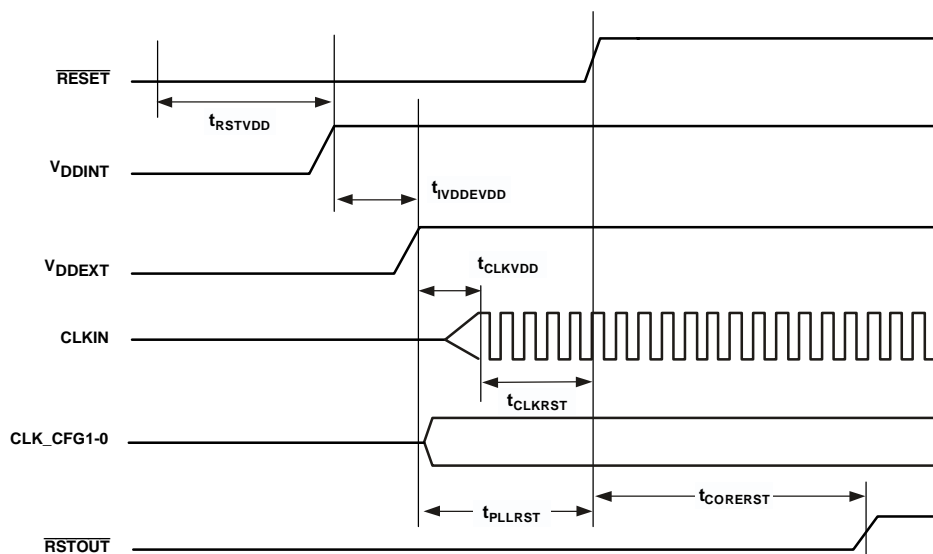 RESET
tRSTVDD
VDDINT
tIVDDEVDD
VDDEXT
tCLKVDD
CLKIN
tCLKRST
CLK_CFG1-0
tCORERST
tPLLRST
RSTOUT